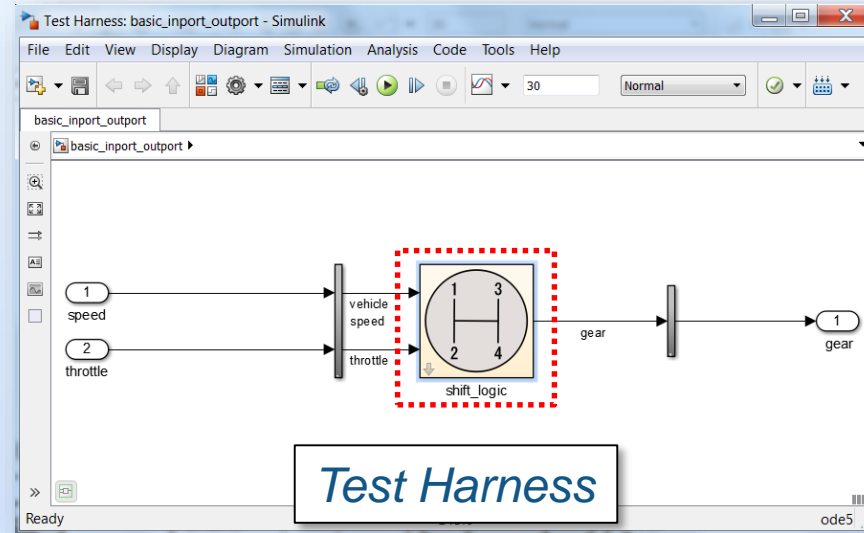 Test Harness: basic_inport_outport - Simulink
File Edit View Display Diagram Simulation Analysis Code Tools Help
30 Normal
basic_inport_outport
basic_inport_outport
1
speed
2
throttle
vehicle
speed
throttle
1 3
2 4
shift_logic
gear
1
gear
Test Harness
Ready ode5